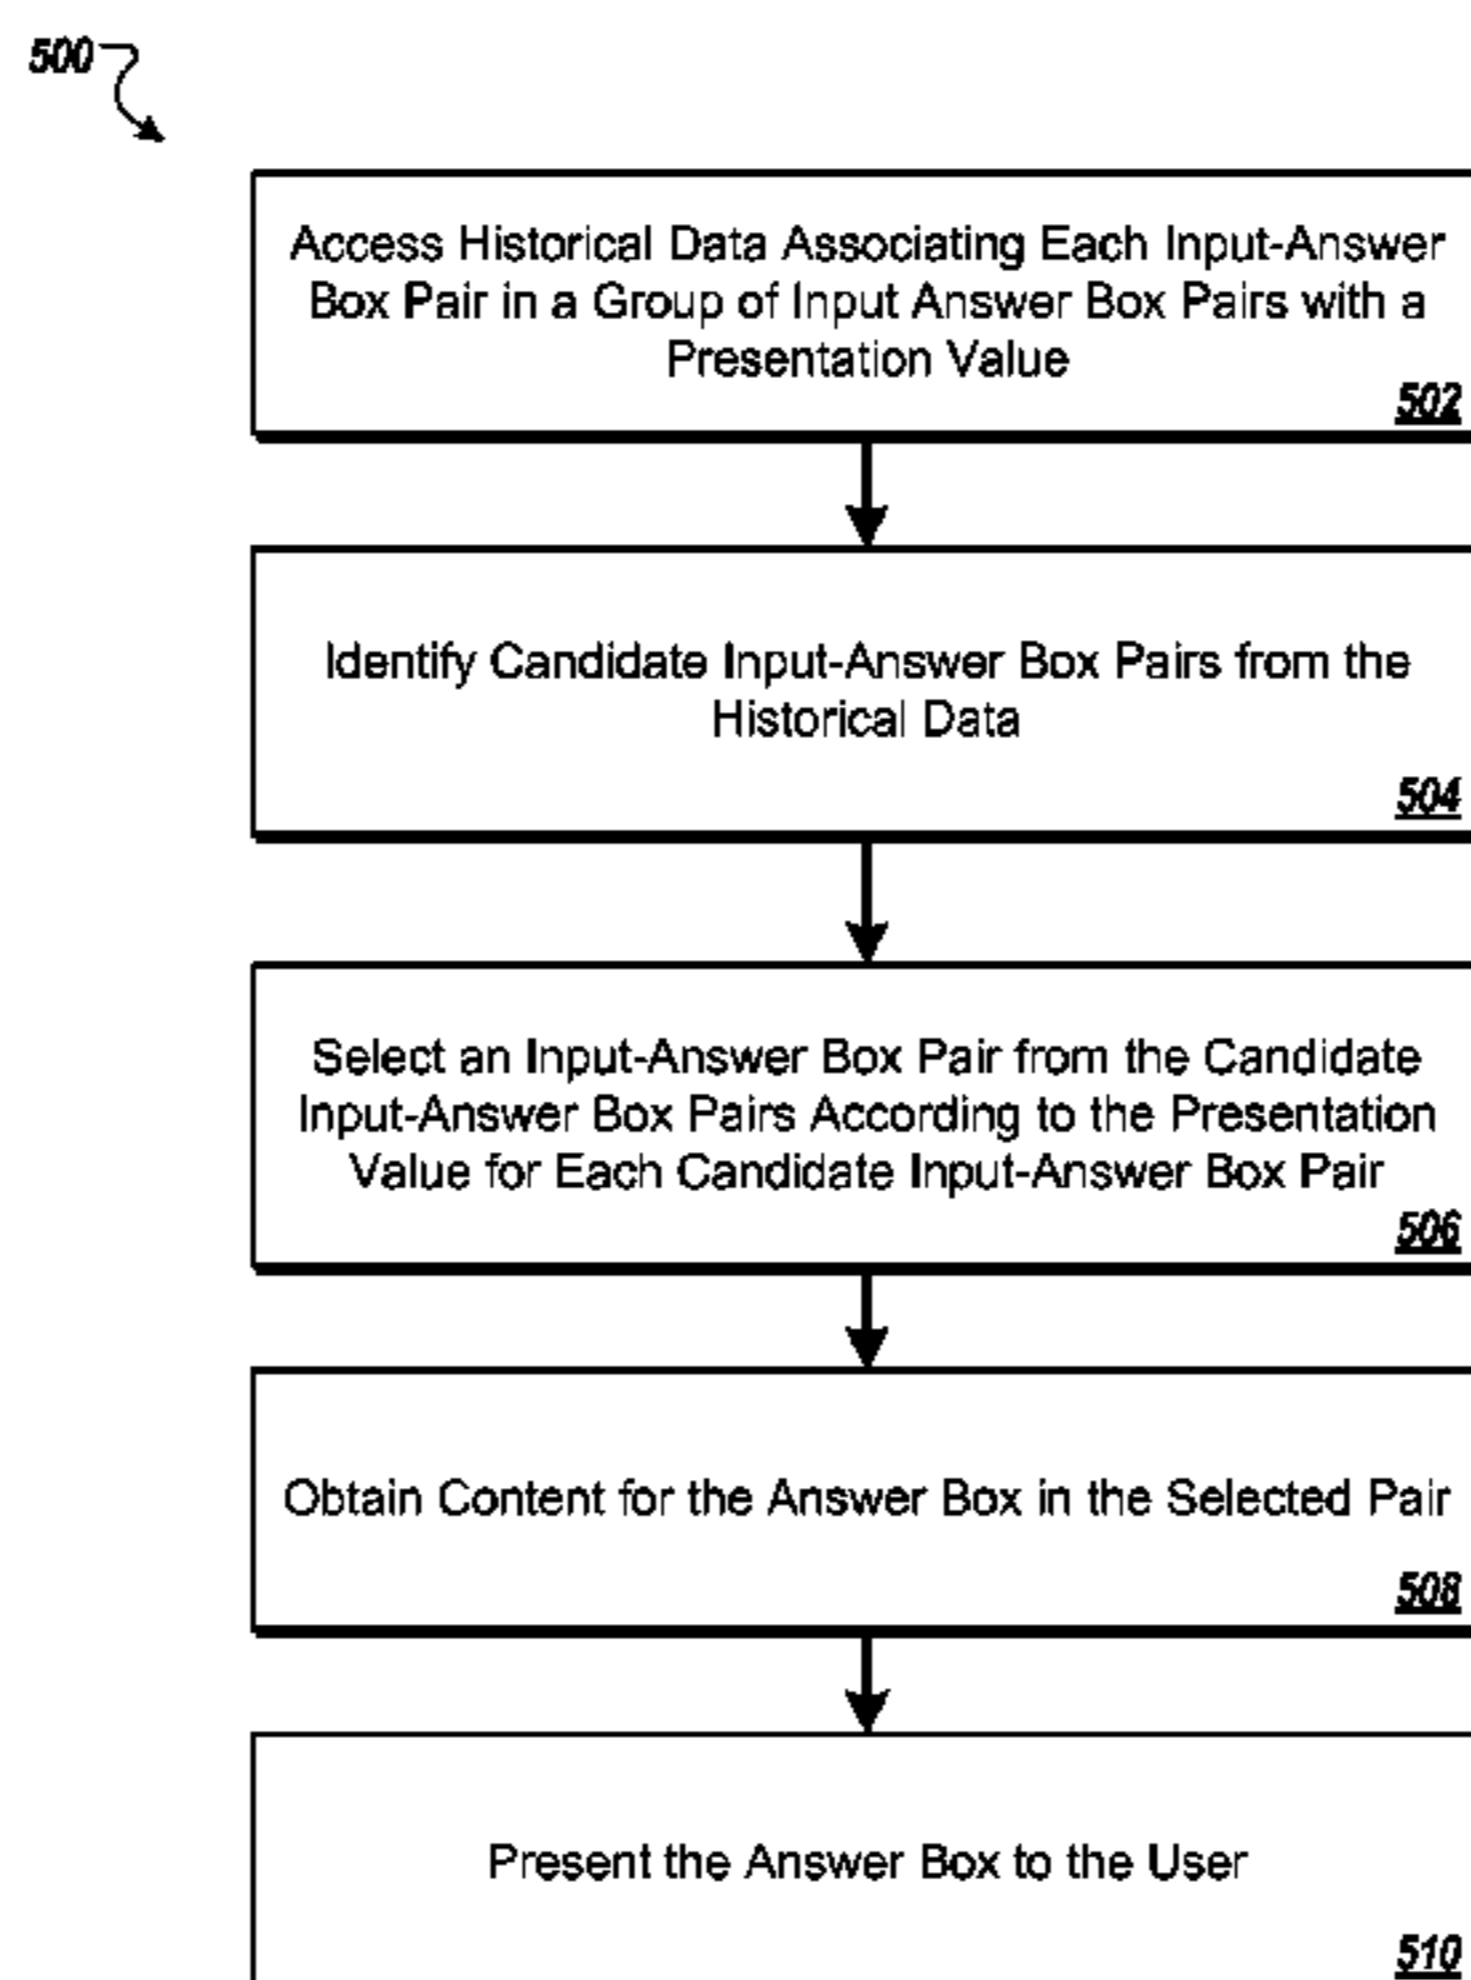 500
Access Historical Data Associating Each Input-Answer
Box Pair in a Group of Input Answer Box Pairs with a
Presentation Value
502
Identify Candidate Input-Answer Box Pairs from the
Historical Data
504
Select an Input-Answer Box Pair from the Candidate
Input-Answer Box Pairs According to the Presentation
Value for Each Candidate Input-Answer Box Pair
506
Obtain Content for the Answer Box in the Selected Pair
508
Present the Answer Box to the User
510